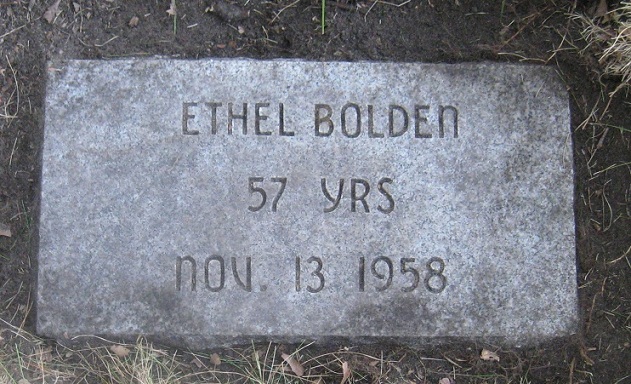 ETHEL BOLDEN
57 YRS
NOV. 13 1958